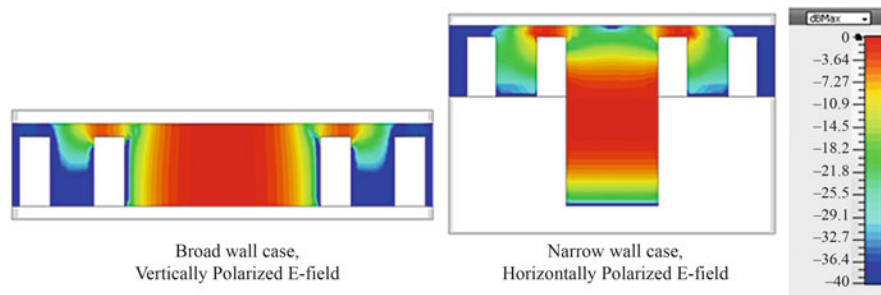 Broad wall case,
Vertically Polarized E-field
Narrow wall case,
Horizontally Polarized E-field
dBMax
0
−3.64
−7.27
−10.9
−14.5
−18.2
−21.8
−25.5
−29.1
−32.7
−36.4
−40